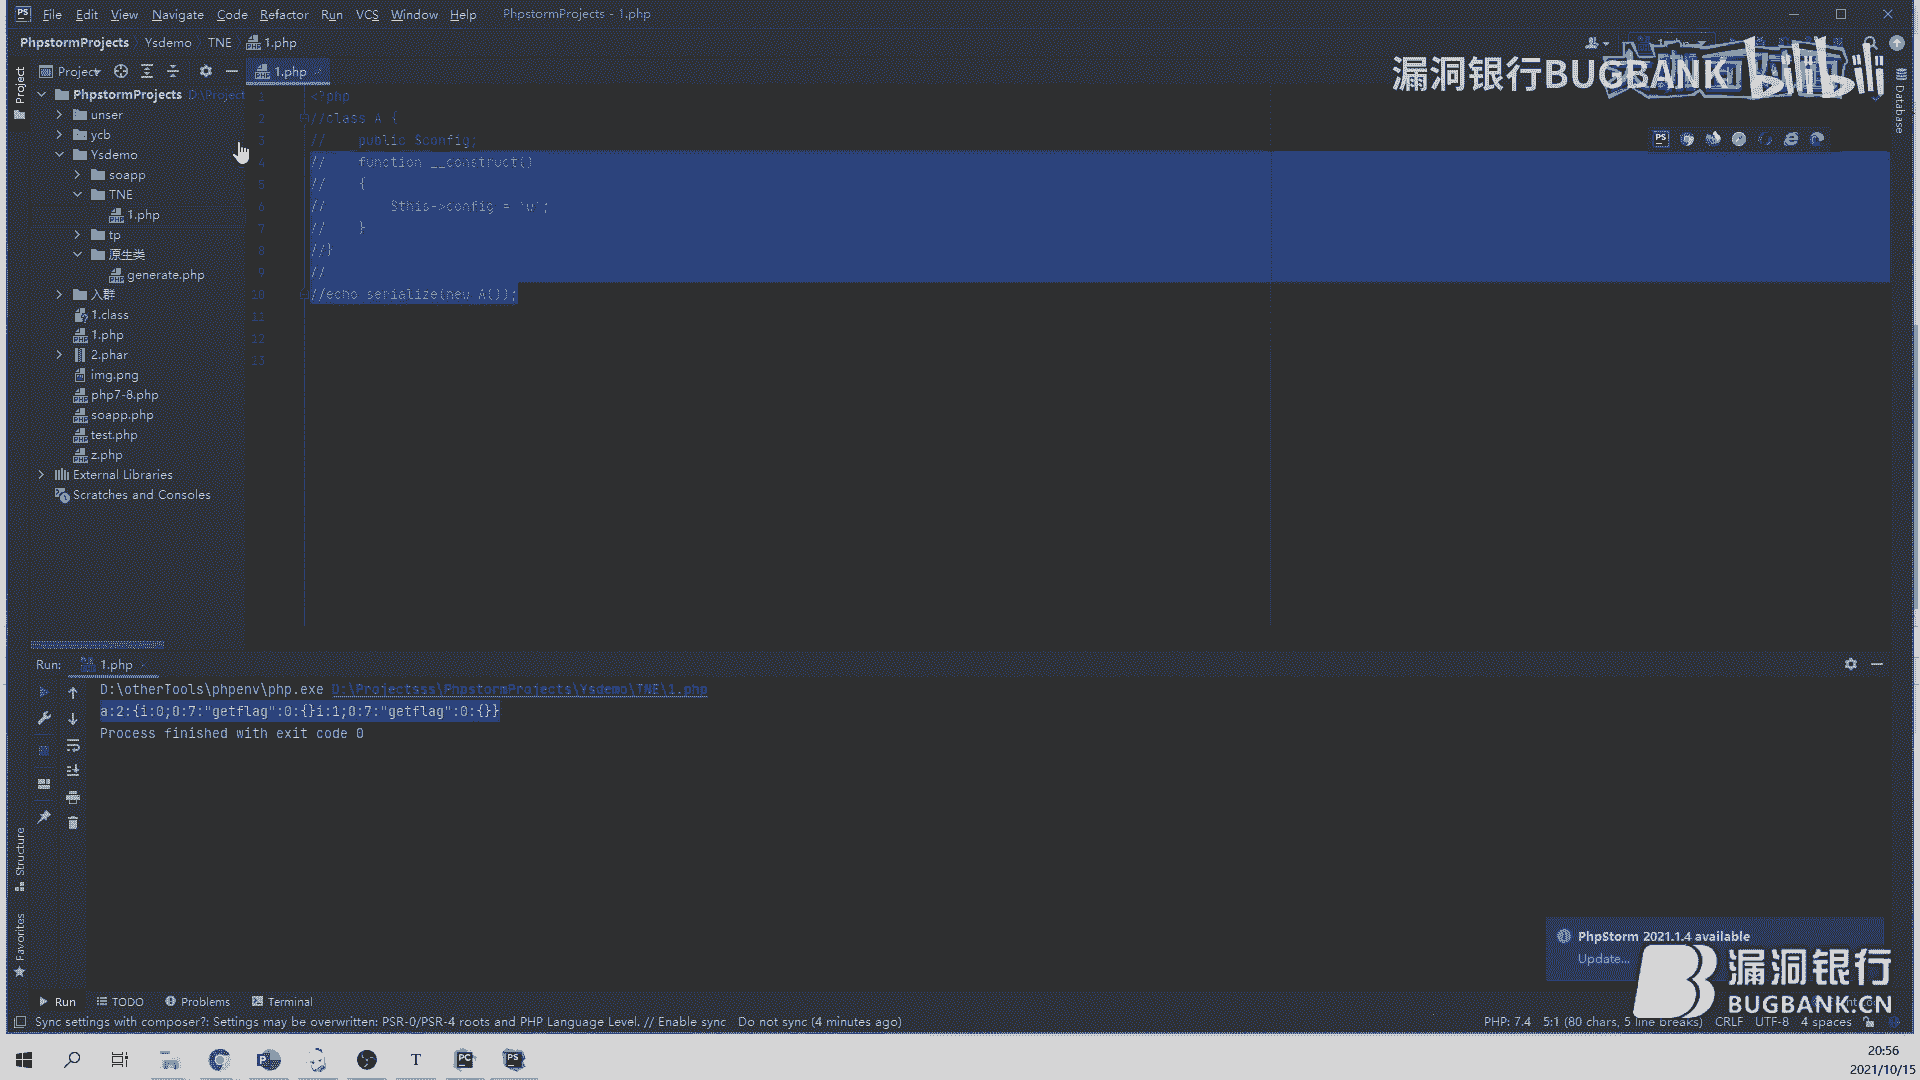 File Edit View Navigate Code Refactor Run VCS Window Help PhpstormProjects - 1.php
PhpstormProjects Ysdemo TNE 1.php
漏洞银行BUGBANK bilibili
Project
Project
1.php
PhpstormProjects D:\Project
unser
ycb
Ysdemo
soapp
TNE
1.php
tp
原生类
generate.php
入群
1.class
1.php
2.phar
img.png
php7-8.php
soapp.php
test.php
z.php
External Libraries
Scratches and Consoles
Database
1 <?php
2 //class A {
3 // public $config;
4 // function __construct()
5 // {
6 // $this->config = 'w';
7 // }
8 //}
9 //
10 //echo serialize(new A());
11
12
13
Run: 1.php
D:\otherTools\phpenv\php.exe D:\Projectsss\PhpstormProjects\Ysdemo\TNE\1.php
a:2:{i:0;O:7:"getflag":0:{}i:1;O:7:"getflag":0:{}}
Process finished with exit code 0
Structure
Favorites
PhpStorm 2021.1.4 available
Update...
漏洞银行
BUGBANK.CN
Run TODO Problems Terminal
Sync settings with composer?: Settings may be overwritten: PSR-0/PSR-4 roots and PHP Language Level. // Enable sync Do not sync (4 minutes ago)
PHP: 7.4 5:1 (80 chars, 5 line breaks) CRLF UTF-8 4 spaces
20:56
2021/10/15